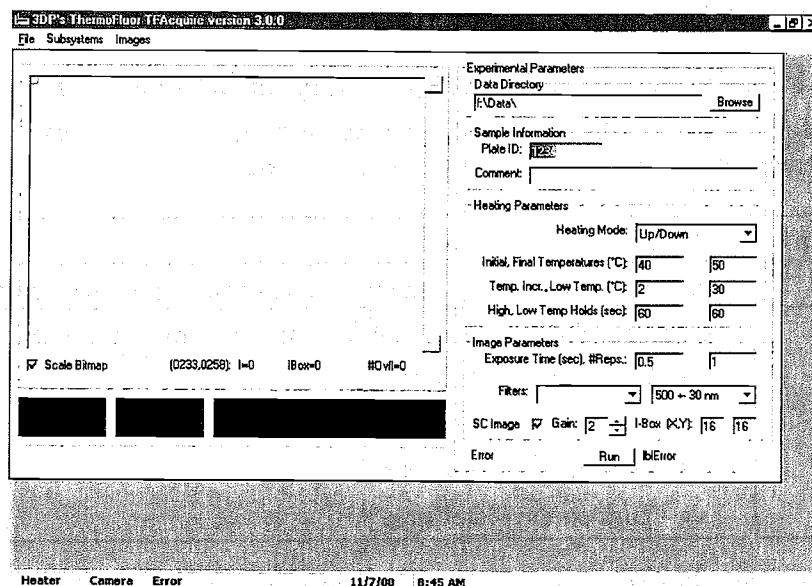 3DP's ThermoFluor TFAcquire version 3.0.0
File Subsystems Images
Experimental Parameters
Data Directory
f:\Data\
Browse
Sample Information
Plate ID: 1234
Comment:
Heating Parameters
Heating Mode: Up/Down
Initial, Final Temperatures (°C): 40 50
Temp. Incr., Low Temp. (°C): 2 30
High, Low Temp Holds (sec): 60 60
Image Parameters
Exposure Time (sec), #Reps.: 0.5 1
Filters: 500 +- 30 nm
SC Image Gain: 2 I-Box (X,Y): 16 16
Error Run lblError
Scale Bitmap (0233,0258): I=0 IBox=0 #Ovfl=0
Heater Camera Error 11/7/00 8:45 AM